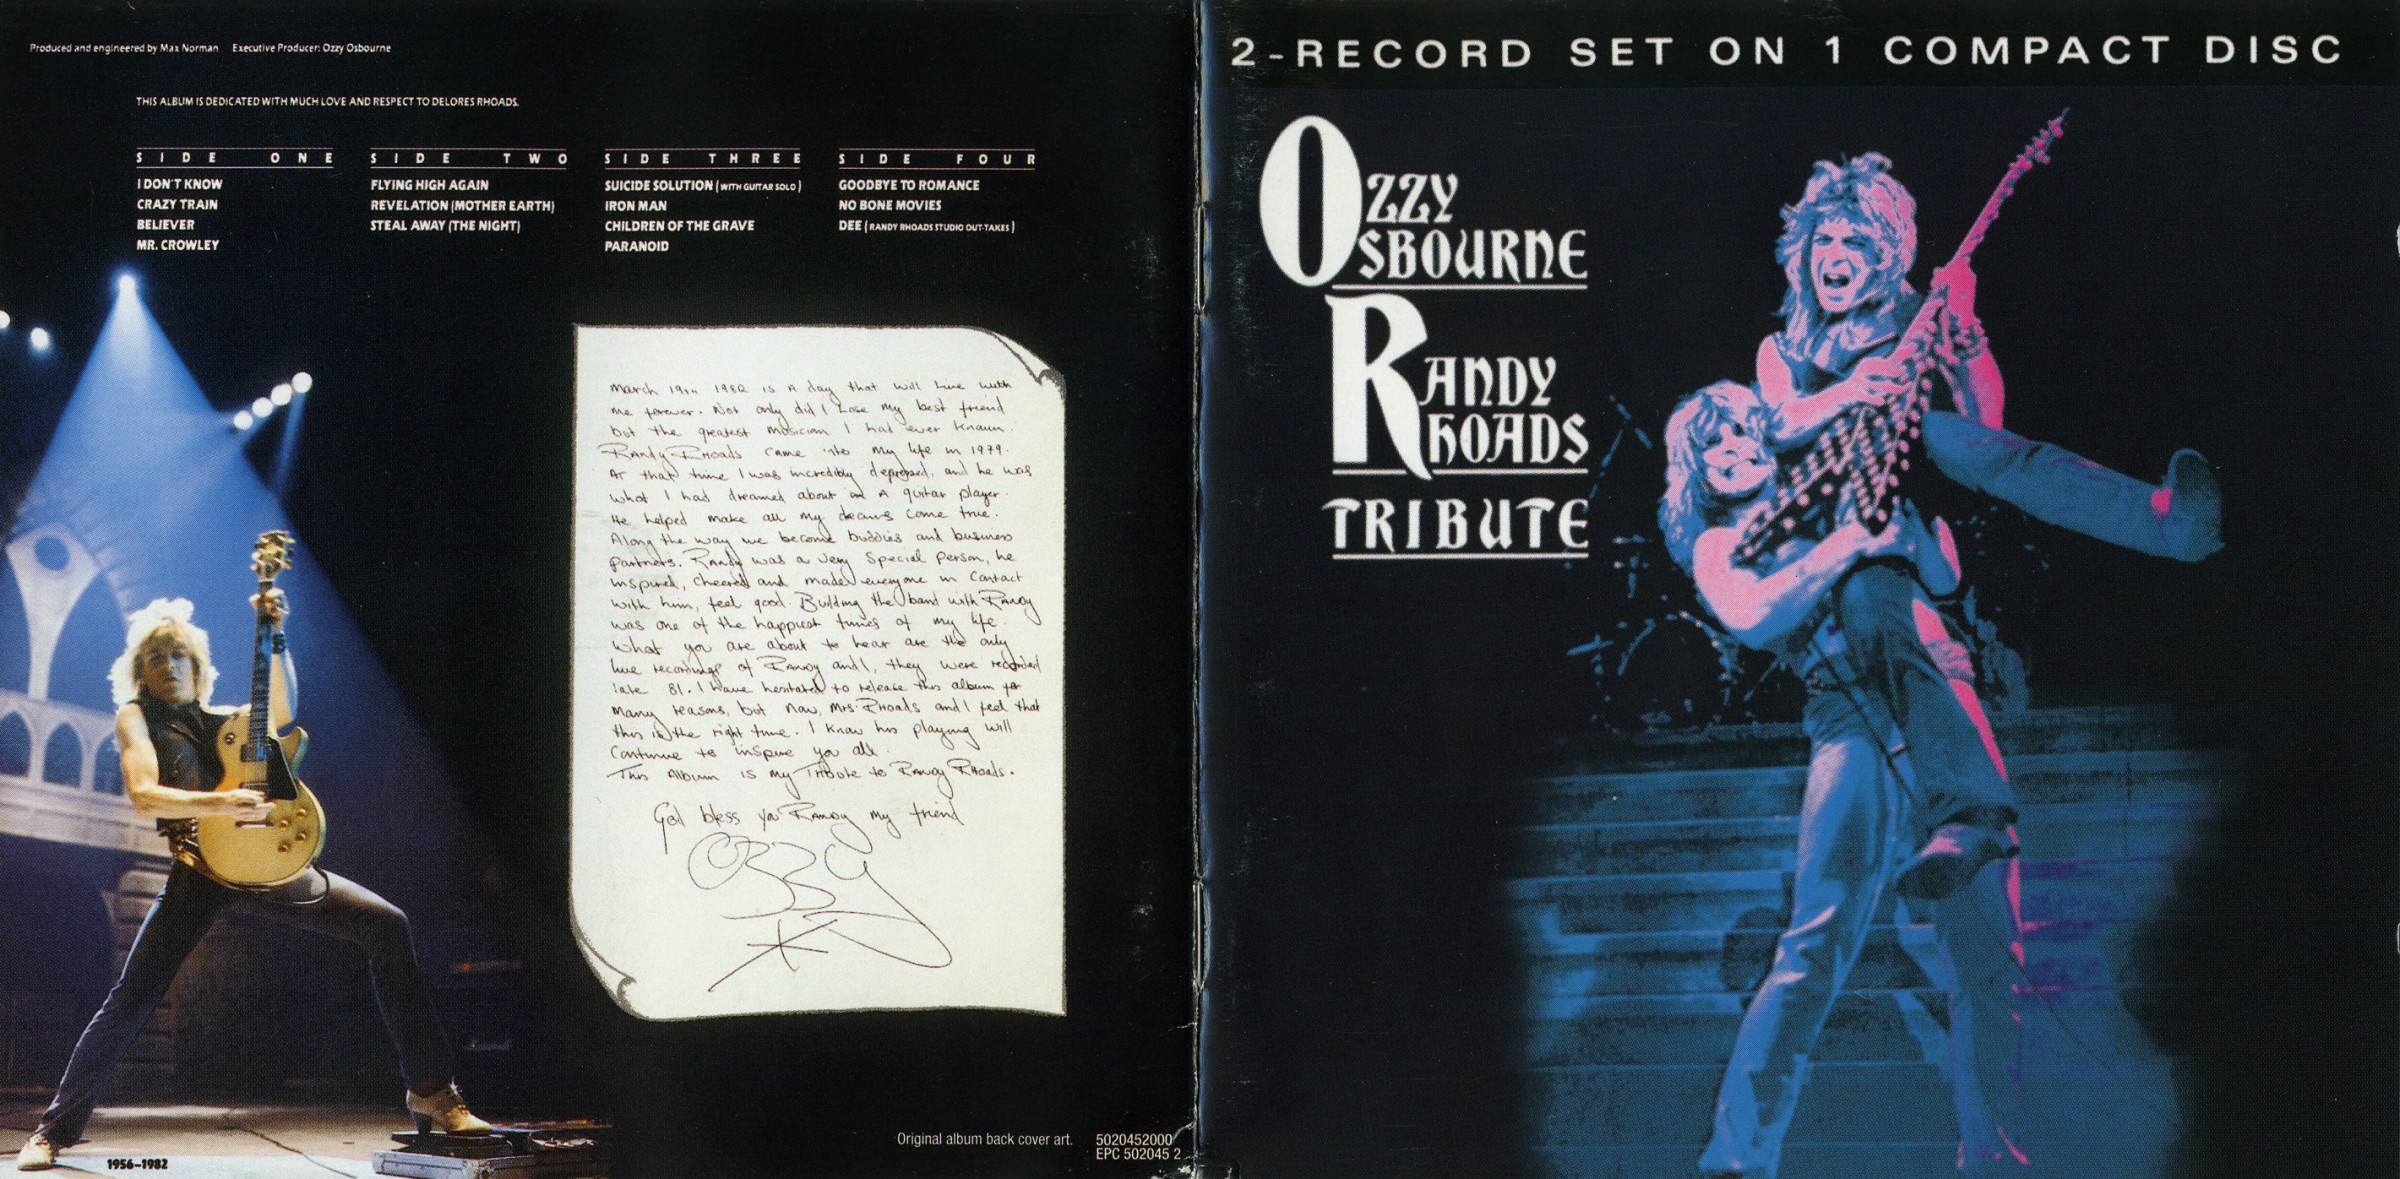 Produced and engineered by Max Norman Executive Producer: Ozzy Osbourne
THIS ALBUM IS DEDICATED WITH MUCH LOVE AND RESPECT TO DELORES RHOADS.
SIDE ONE
I DON'T KNOW
CRAZY TRAIN
BELIEVER
MR. CROWLEY
SIDE TWO
FLYING HIGH AGAIN
REVELATION (MOTHER EARTH)
STEAL AWAY (THE NIGHT)
SIDE THREE
SUICIDE SOLUTION (WITH GUITAR SOLO)
IRON MAN
CHILDREN OF THE GRAVE
PARANOID
SIDE FOUR
GOODBYE TO ROMANCE
NO BONE MOVIES
DEE (RANDY RHOADS STUDIO OUT-TAKES)
March 19TH 1982 is A day that will live with
me forever. Not only did I Lose my best friend
but the greatest musician I had ever known.
Randy Rhoads came into my life in 1979.
At that time I was incredibly depressed, and he was
what I had dreamed about in A guitar player.
He helped make all my dreams come true.
Along the way we become buddies and business
partners. Randy was a very Special person, he
inspired, cheered and made everyone in contact
with him, feel good. Building the band with Randy
was one of the happiest times of my life.
What you are about to hear are the only
live recordings of Randy and I, they were recorded
late 81. I have hesitated to release this album for
many reasons, but now, Mrs. Rhoads and I feel that
this is the right time. I know his playing will
continue to inspire you all.
This Album is my Tribute to Randy Rhoads.
God bless you Randy my friend
Ozzy
1956–1982
Original album back cover art. 5020452000
EPC 502045 2
2-RECORD SET ON 1 COMPACT DISC
OZZY
OSBOURNE
RANDY
RHOADS
TRIBUTE